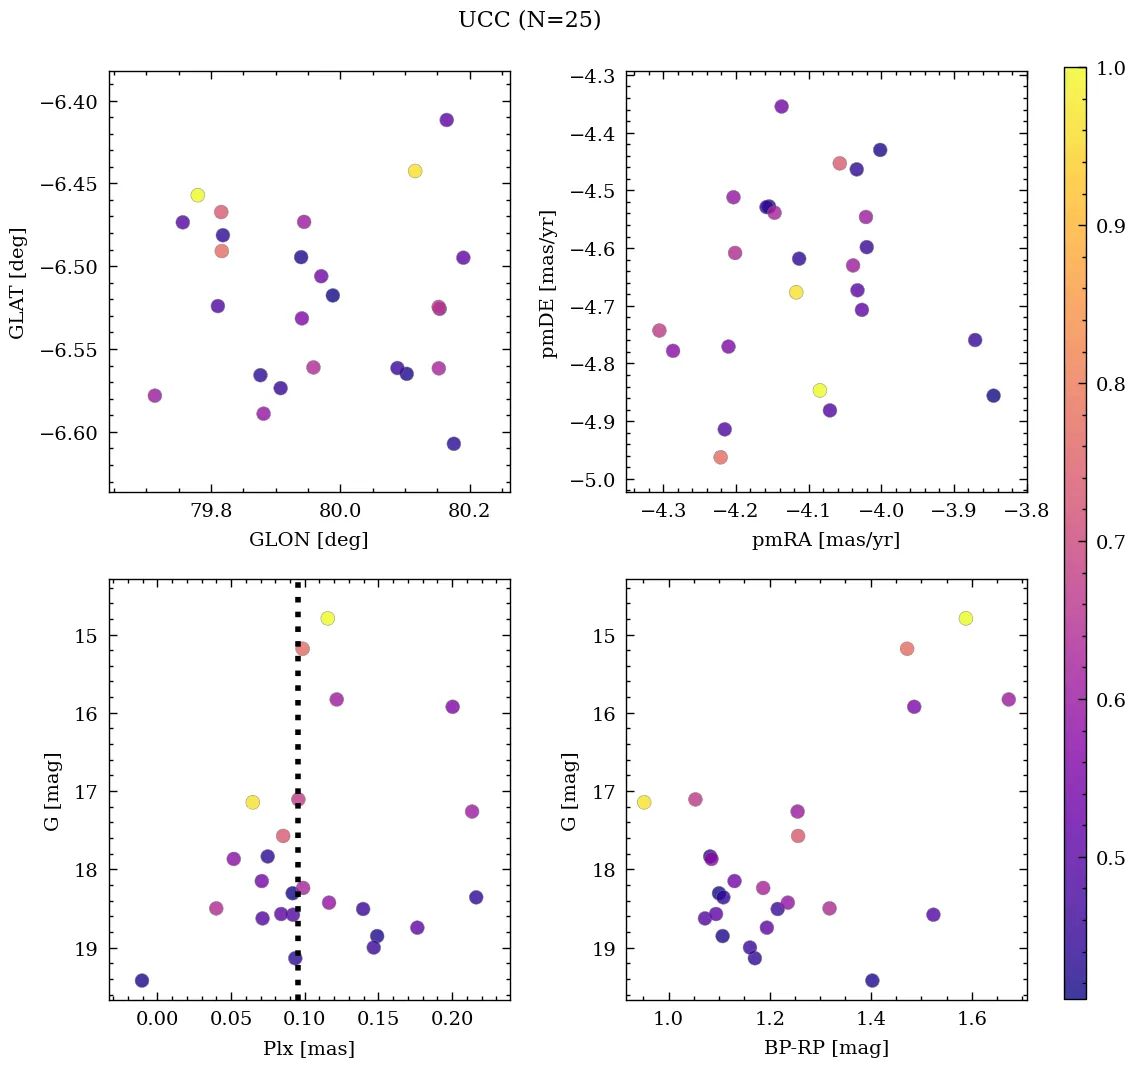 UCC (N=25)
−6.40
−6.45
−6.50
−6.55
−6.60
GLAT [deg]
79.8 80.0 80.2
GLON [deg]
−4.3
−4.4
−4.5
−4.6
−4.7
−4.8
−4.9
−5.0
pmDE [mas/yr]
−4.3 −4.2 −4.1 −4.0 −3.9 −3.8
pmRA [mas/yr]
15
16
17
18
19
G [mag]
0.00 0.05 0.10 0.15 0.20
Plx [mas]
15
16
17
18
19
G [mag]
1.0 1.2 1.4 1.6
BP-RP [mag]
1.0
0.9
0.8
0.7
0.6
0.5